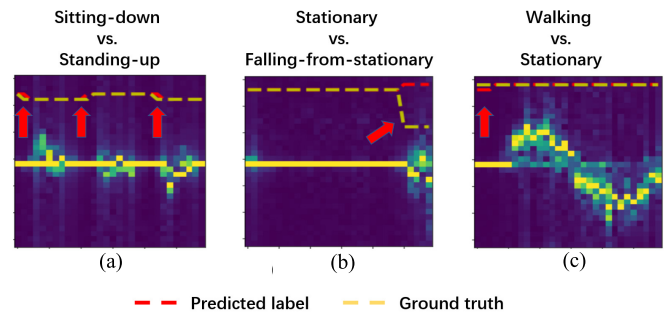 Sitting-down
vs.
Standing-up
Stationary
vs.
Falling-from-stationary
Walking
vs.
Stationary
(a)
(b)
(c)
Predicted label
Ground truth